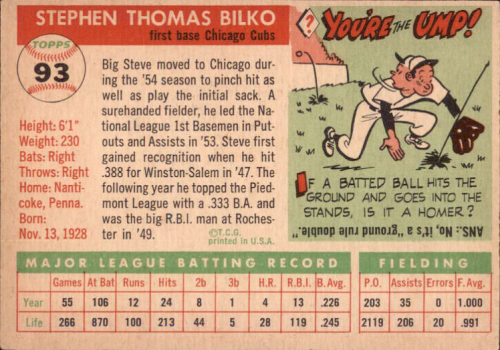 STEPHEN THOMAS BILKO
first base Chicago Cubs
TOPPS
93
Height: 6'1"
Weight: 230
Bats: Right
Throws: Right
Home: Nanti-
coke, Penna.
Born:
Nov. 13, 1928
Big Steve moved to Chicago dur-
ing the '54 season to pinch hit as
well as play the initial sack. A
surehanded fielder, he led the Na-
tional League 1st Basemen in Put-
outs and Assists in '53. Steve first
gained recognition when he hit
.388 for Winston-Salem in '47. The
following year he topped the Pied-
mont League with a .333 B.A. and
was the big R.B.I. man at Roches-
ter in '49.
©T.C.G.
printed in U.S.A.
?
YOU'RE THE UMP!
IF A BATTED BALL HITS THE
GROUND AND GOES INTO THE
STANDS, IS IT A HOMER?
ANS.: No, it's a, "ground rule double."
MAJOR LEAGUE BATTING RECORD
FIELDING
Games At Bat Runs Hits 2b 3b H.R. R.B.I. B. Avg. P.O. Assists Errors F. Avg.
Year 55 106 12 24 8 1 4 13 .226 203 35 0 1.000
Life 266 870 100 213 44 9 28 119 .245 2119 206 20 .991